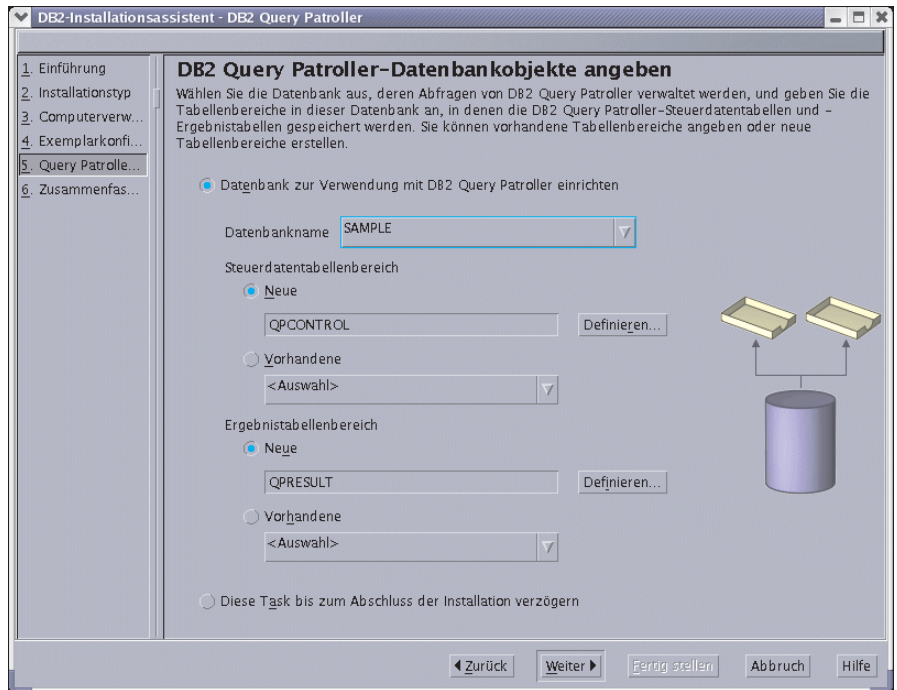 DB2-Installationsassistent - DB2 Query Patroller
1. Einführung
2. Installationstyp
3. Computerverw...
4. Exemplarkonfi...
5. Query Patrolle...
6. Zusammenfas...
DB2 Query Patroller-Datenbankobjekte angeben
Wählen Sie die Datenbank aus, deren Abfragen von DB2 Query Patroller verwaltet werden, und geben Sie die
Tabellenbereiche in dieser Datenbank an, in denen die DB2 Query Patroller-Steuerdatentabellen und -
Ergebnistabellen gespeichert werden. Sie können vorhandene Tabellenbereiche angeben oder neue
Tabellenbereiche erstellen.
Datenbank zur Verwendung mit DB2 Query Patroller einrichten
Datenbankname SAMPLE
Steuerdatentabellenbereich
Neue
QPCONTROL Definieren...
Vorhandene
<Auswahl>
Ergebnistabellenbereich
Neue
QPRESULT Definieren...
Vorhandene
<Auswahl>
Diese Task bis zum Abschluss der Installation verzögern
Zurück Weiter Fertig stellen Abbruch Hilfe